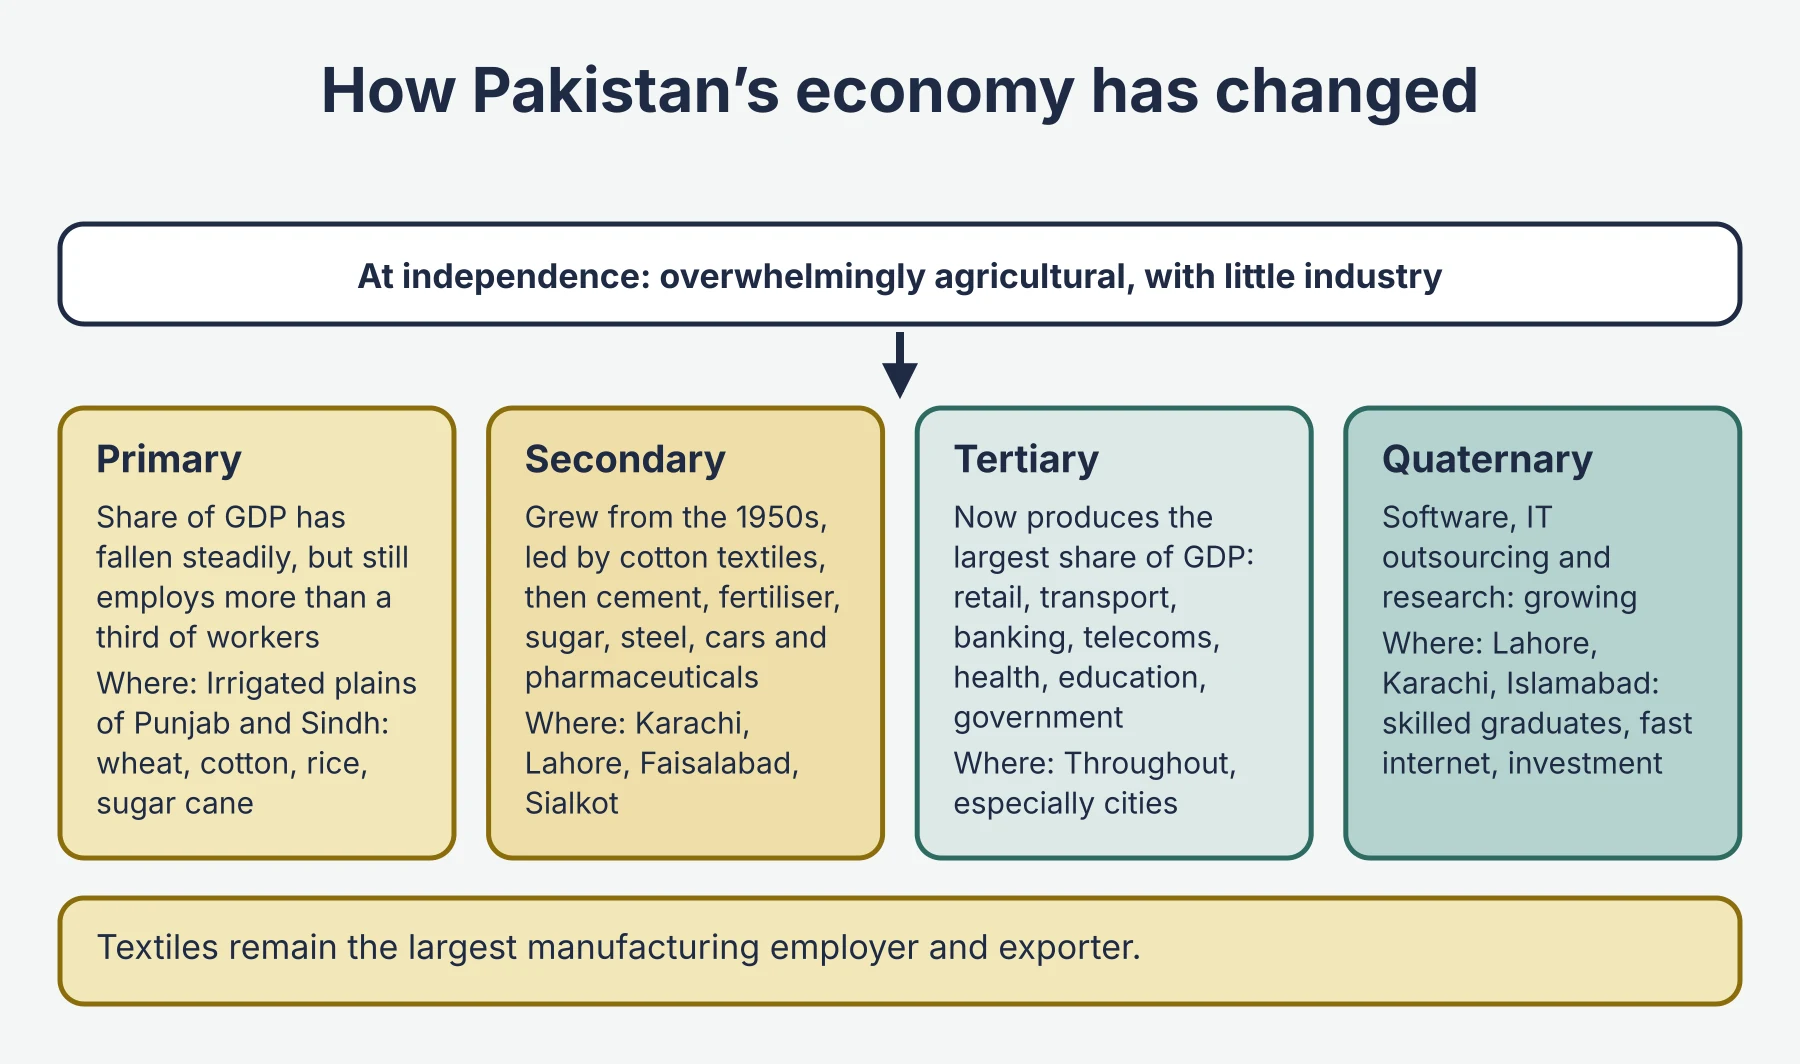 How Pakistan’s economy has changed
At independence: overwhelmingly agricultural, with little industry
Primary
Share of GDP has
fallen steadily, but still
employs more than a
third of workers
Where: Irrigated plains
of Punjab and Sindh:
wheat, cotton, rice,
sugar cane
Secondary
Grew from the 1950s,
led by cotton textiles,
then cement, fertiliser,
sugar, steel, cars and
pharmaceuticals
Where: Karachi,
Lahore, Faisalabad,
Sialkot
Tertiary
Now produces the
largest share of GDP:
retail, transport,
banking, telecoms,
health, education,
government
Where: Throughout,
especially cities
Quaternary
Software, IT
outsourcing and
research: growing
Where: Lahore,
Karachi, Islamabad:
skilled graduates, fast
internet, investment
Textiles remain the largest manufacturing employer and exporter.